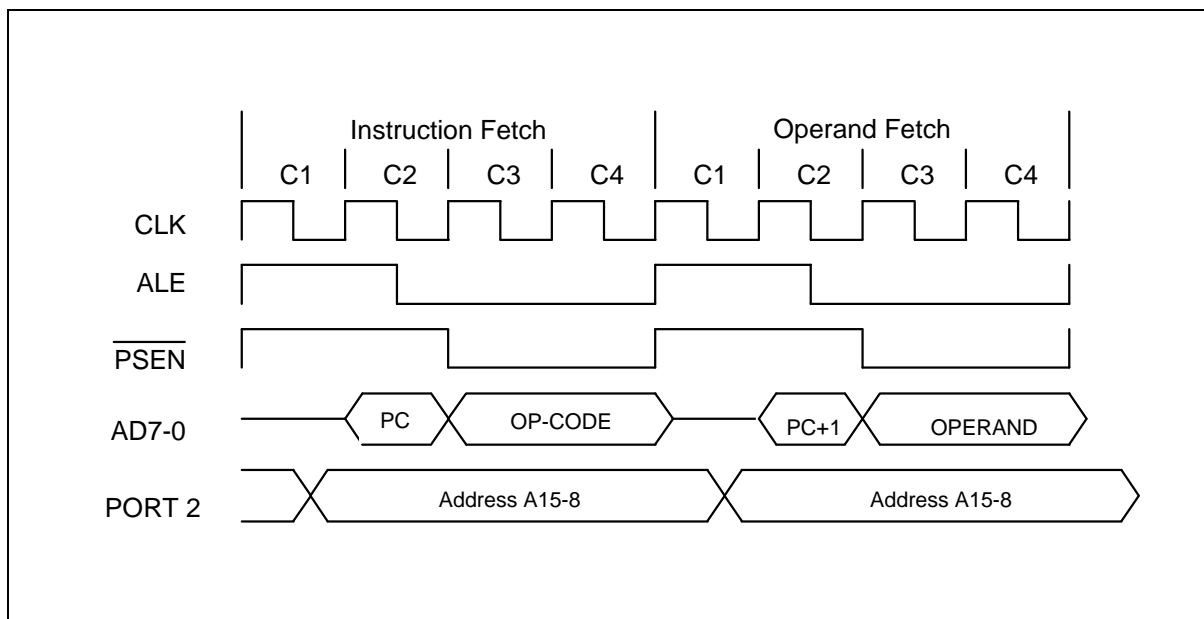 Instruction Fetch Operand Fetch
C1 C2 C3 C4 C1 C2 C3 C4
CLK
ALE
PSEN
AD7-0 PC OP-CODE PC+1 OPERAND
PORT 2 Address A15-8 Address A15-8